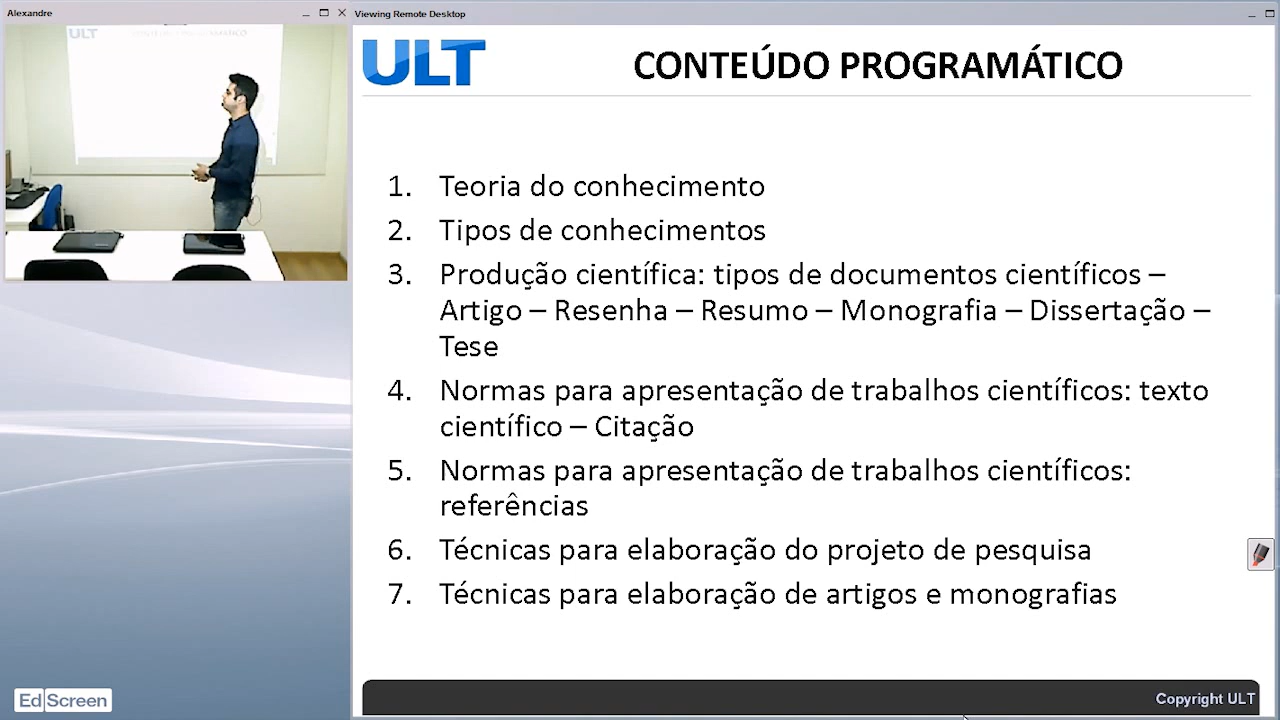 Alexandre
Viewing Remote Desktop
ULT
ULT
CONTEÚDO PROGRAMÁTICO
1. Teoria do conhecimento
2. Tipos de conhecimentos
3. Produção científica: tipos de documentos científicos –
Artigo – Resenha – Resumo – Monografia – Dissertação –
Tese
4. Normas para apresentação de trabalhos científicos: texto
científico – Citação
5. Normas para apresentação de trabalhos científicos:
referências
6. Técnicas para elaboração do projeto de pesquisa
7. Técnicas para elaboração de artigos e monografias
Ed Screen
Copyright ULT